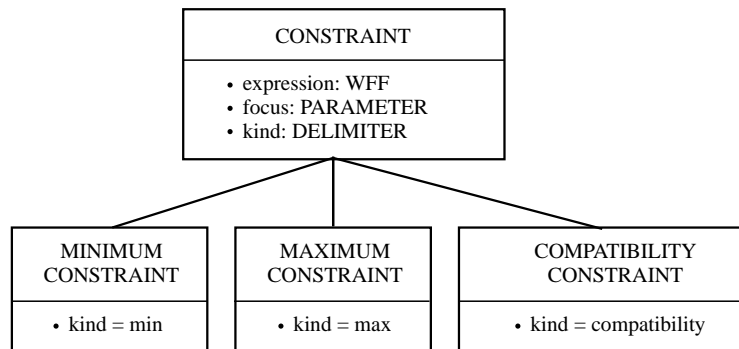 CONSTRAINT
• expression: WFF
• focus: PARAMETER
• kind: DELIMITER
MINIMUM
CONSTRAINT
• kind = min
MAXIMUM
CONSTRAINT
• kind = max
COMPATIBILITY
CONSTRAINT
• kind = compatibility